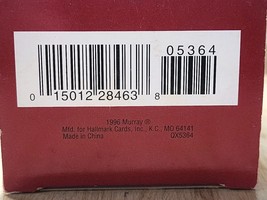 05364
0 15012 28463 8
1996 Murray ®
Mfd. for Hallmark Cards, Inc., K.C., MO 64141
Made in China QX5364